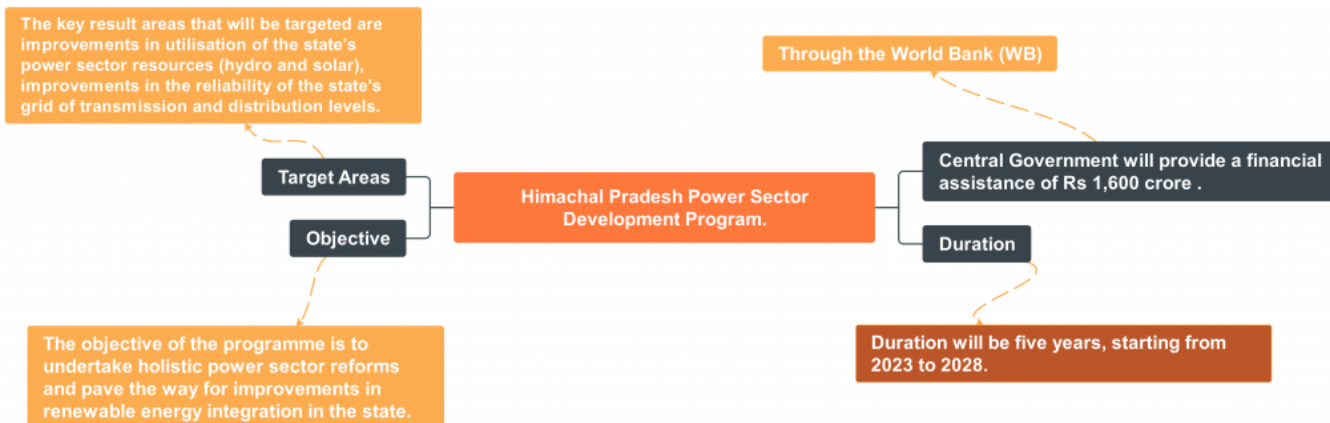 The key result areas that will be targeted are
improvements in utilisation of the state's
power sector resources (hydro and solar),
improvements in the reliability of the state's
grid of transmission and distribution levels.
Through the World Bank (WB)
Target Areas
Himachal Pradesh Power Sector
Development Program.
Central Government will provide a financial
assistance of Rs 1,600 crore .
Objective
Duration
The objective of the programme is to
undertake holistic power sector reforms
and pave the way for improvements in
renewable energy integration in the state.
Duration will be five years, starting from
2023 to 2028.